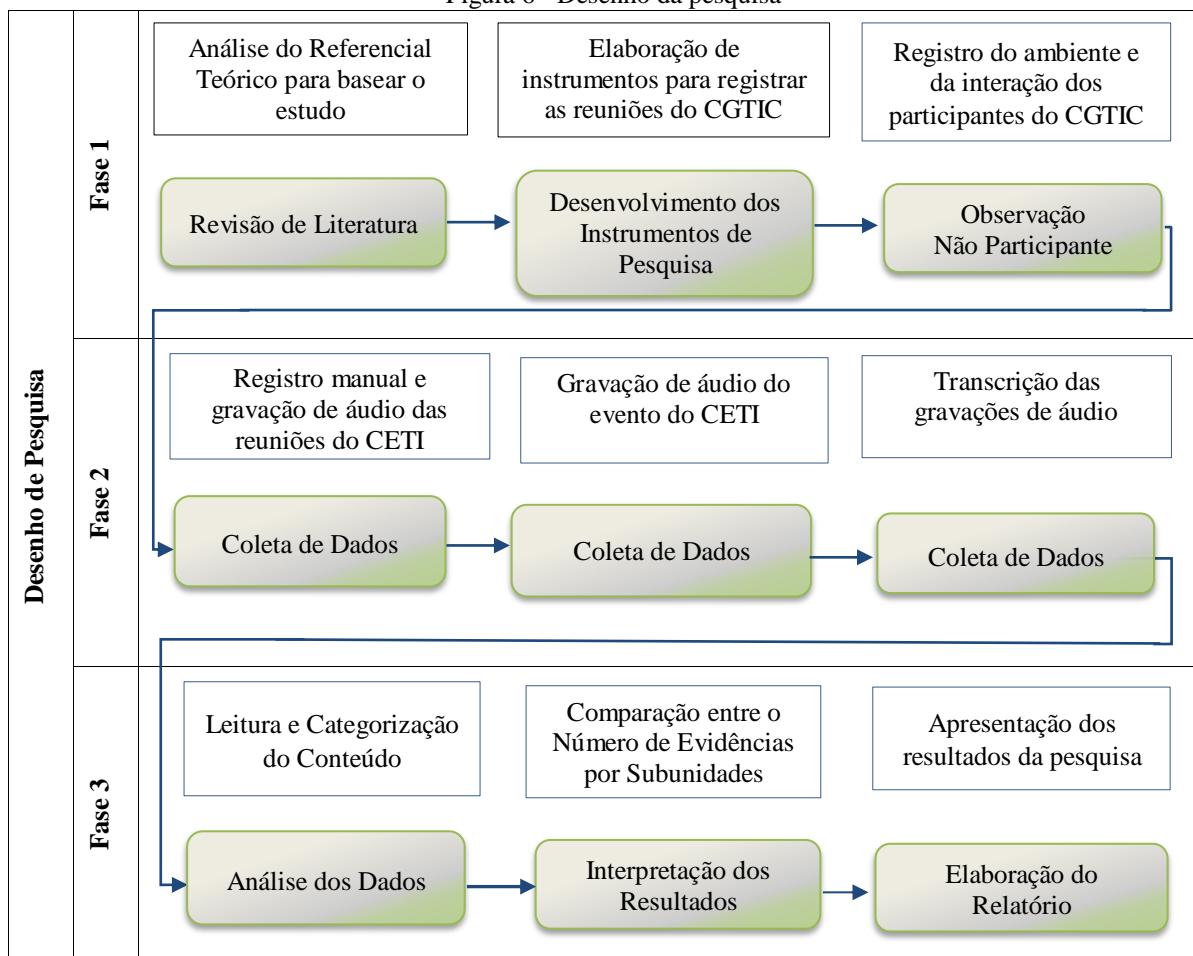 Figura 6 - Desenho da pesquisa
Desenho de Pesquisa
Fase 1
Análise do Referencial
Teórico para basear o
estudo
Elaboração de
instrumentos para registrar
as reuniões do CGTIC
Registro do ambiente e
da interação dos
participantes do CGTIC
Revisão de Literatura
Desenvolvimento dos
Instrumentos de
Pesquisa
Observação
Não Participante
Fase 2
Registro manual e
gravação de áudio das
reuniões do CETI
Gravação de áudio do
evento do CETI
Transcrição das
gravações de áudio
Coleta de Dados
Coleta de Dados
Coleta de Dados
Fase 3
Leitura e Categorização
do Conteúdo
Comparação entre o
Número de Evidências
por Subunidades
Apresentação dos
resultados da pesquisa
Análise dos Dados
Interpretação dos
Resultados
Elaboração do
Relatório